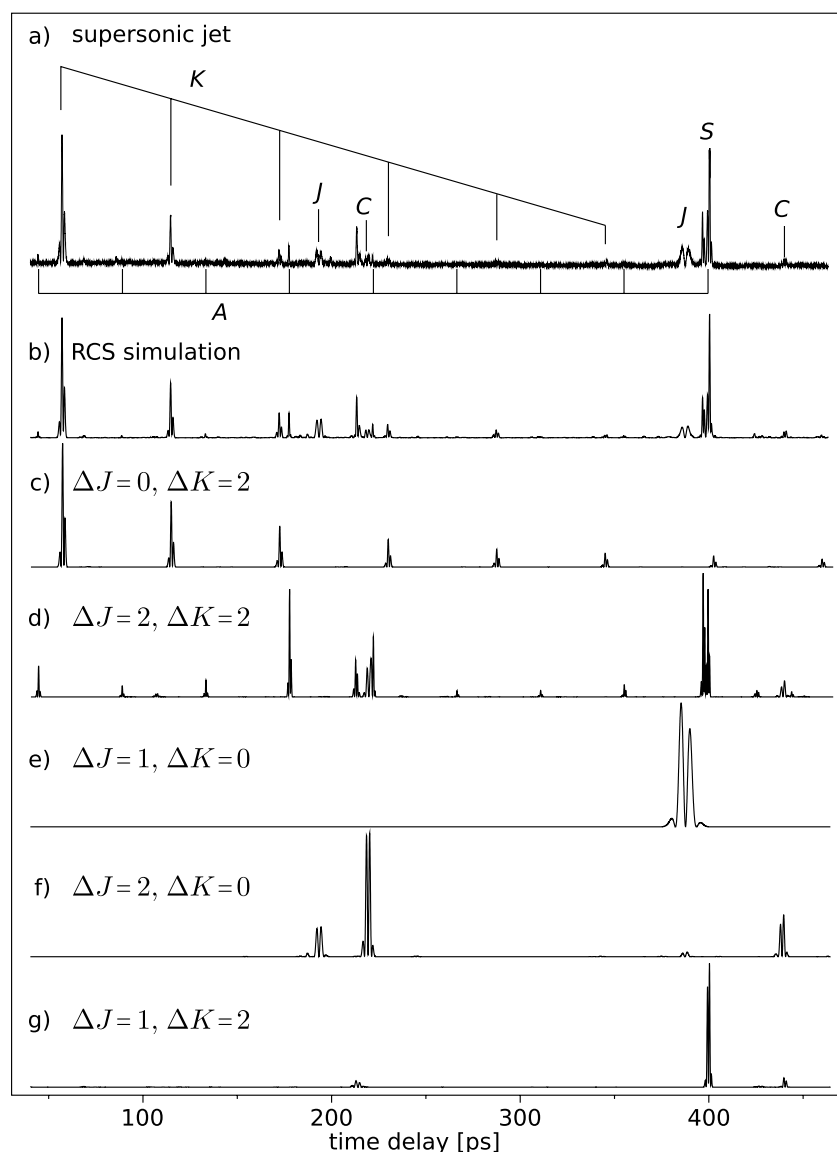 a) supersonic jet
K
S
J
C
J
C
A
b) RCS simulation
c) ΔJ=0, ΔK=2
d) ΔJ=2, ΔK=2
e) ΔJ=1, ΔK=0
f) ΔJ=2, ΔK=0
g) ΔJ=1, ΔK=2
100 200 300 400
time delay [ps]